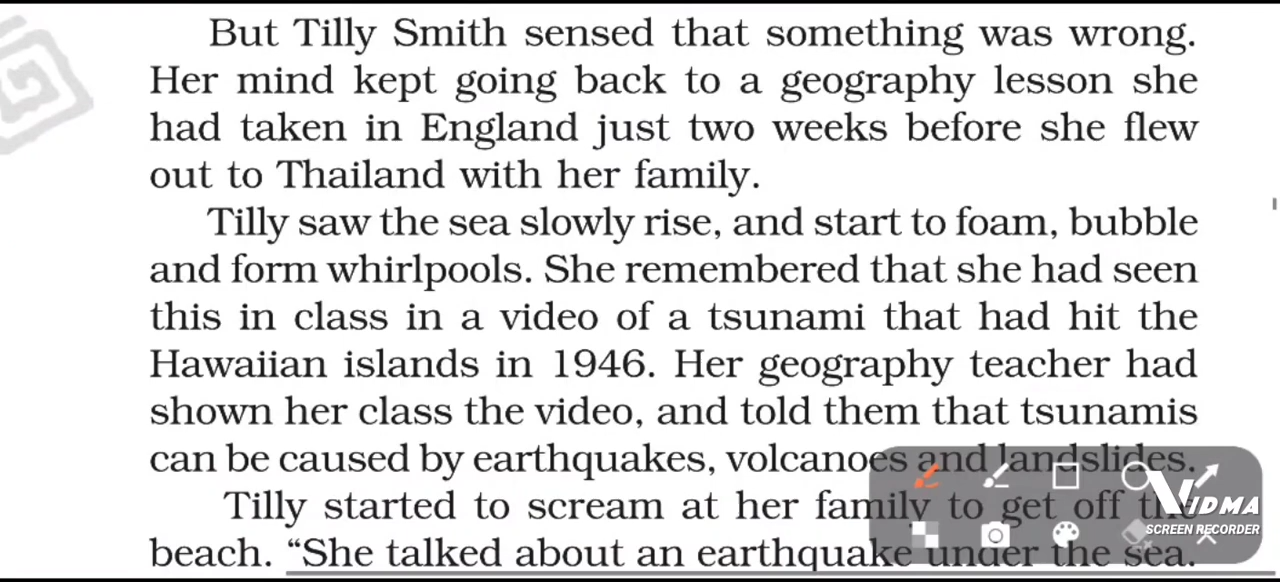 But Tilly Smith sensed that something was wrong.
Her mind kept going back to a geography lesson she
had taken in England just two weeks before she flew
out to Thailand with her family.
Tilly saw the sea slowly rise, and start to foam, bubble
and form whirlpools. She remembered that she had seen
this in class in a video of a tsunami that had hit the
Hawaiian islands in 1946. Her geography teacher had
shown her class the video, and told them that tsunamis
can be caused by earthquakes, volcanoes and landslides.
Tilly started to scream at her family to get off the
beach. “She talked about an earthquake under the sea.
VIDMA
SCREEN RECORDER